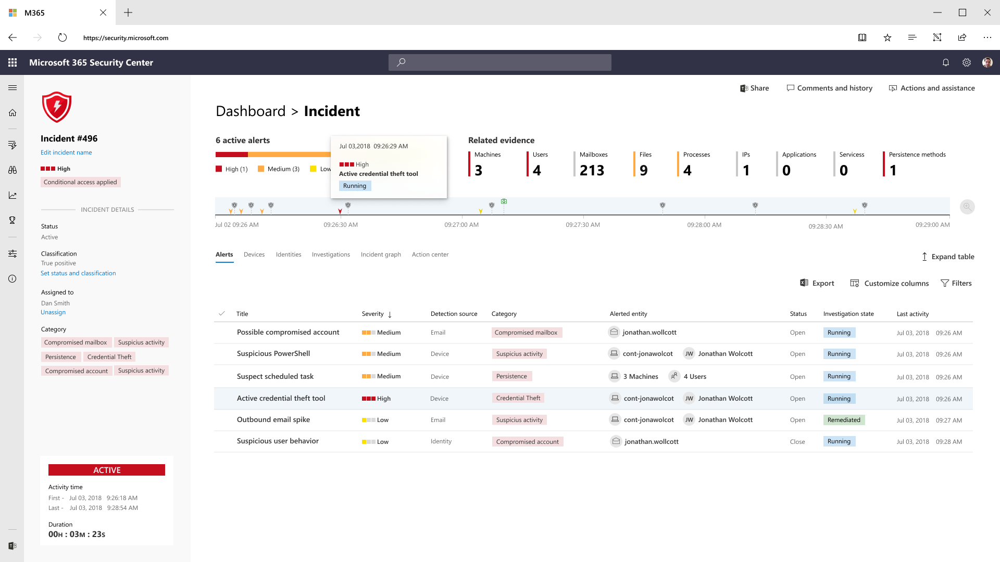 M365
https://security.microsoft.com
Microsoft 365 Security Center
Share
Comments and history
Actions and assistance
Dashboard > Incident
Incident #496
Edit incident name
High
Conditional access applied
INCIDENT DETAILS
Status
Active
Classification
True positive
Set status and classification
Assigned to
Dan Smith
Unassign
Category
Compromised mailbox Suspicius activity
Persistence Credential Theft
Compromised account Suspicius activity
ACTIVE
Activity time
First - Jul 03, 2018 9:26:18 AM
Last - Jul 03, 2018 9:28:54 AM
Duration
00H : 03M : 23S
6 active alerts
High (1) Medium (3) Low
Jul 03,2018 09:26:29 AM
High
Active credential theft tool
Running
Related evidence
Machines Users Mailboxes Files Processes IPs Applications Servicess Persistence methods
3 4 213 9 4 1 0 0 1
Jul 02 09:26 AM 09:26:30 AM 09:27:00 AM 09:27:30 AM 09:28:00 AM 09:28:30 AM 09:29:00 AM
Alerts Devices Identities Investigations Incident graph Action center
Expand table
Export Customize columns Filters
Title Severity Detection source Category Alerted entity Status Investigation state Last activity
Possible compromised account Medium Email Compromised mailbox jonathan.wollcott Open Running Jul 03, 2018 09:26 AM
Suspicious PowerShell Medium Device Suspicius activity cont-jonawolcot JW Jonathan Wolcott Open Running Jul 03, 2018 09:26 AM
Suspect scheduled task Medium Device Persistence 3 Machines 4 Users Open Running Jul 03, 2018 09:26 AM
Active credential theft tool High Device Credential Theft cont-jonawolcot JW Jonathan Wolcott Open Running Jul 03, 2018 09:26 AM
Outbound email spike Low Email Suspicius activity cont-jonawolcot JW Jonathan Wolcott Open Remediated Jul 03, 2018 09:27 AM
Suspicious user behavior Low Identity Compromised account jonathan.wollcott Close Running Jul 03, 2018 09:28 AM